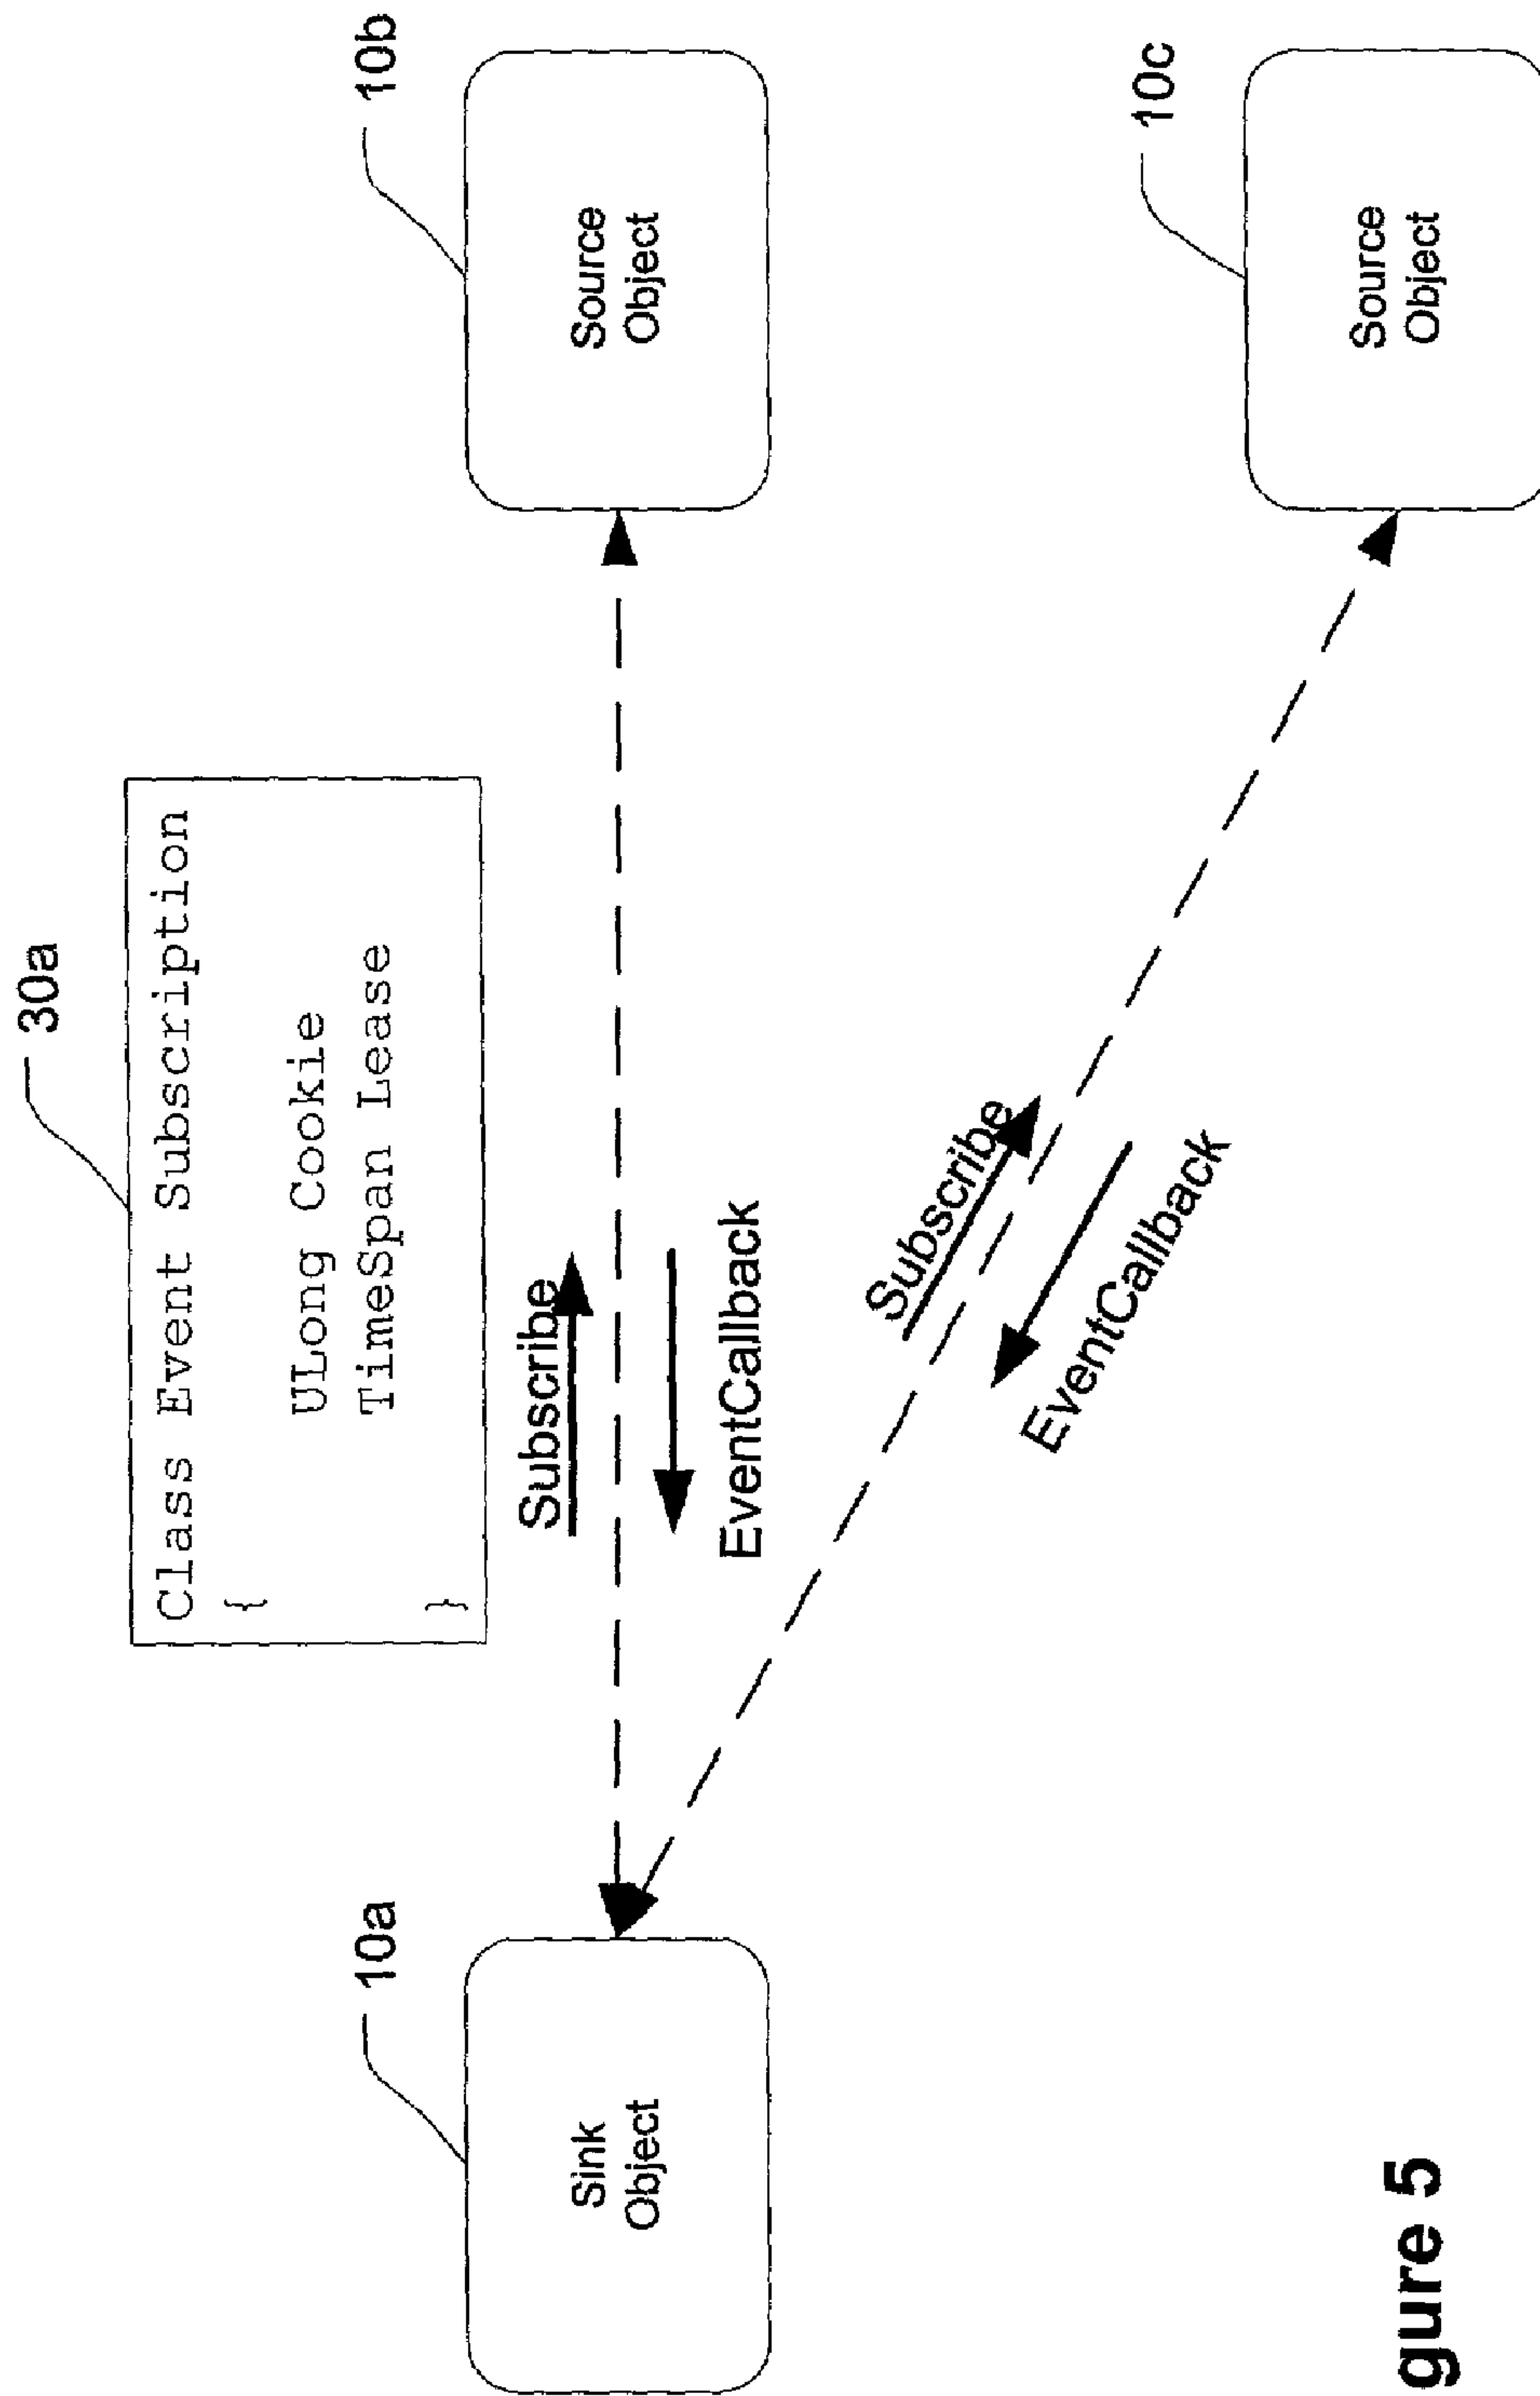 30a
Class Event Subscription
{
ULong Cookie
TimeSpan Lease
}
10a
10b
Sink
Object
Subscribe
EventCallback
Source
Object
Subscribe
EventCallback
10c
Source
Object
gure 5